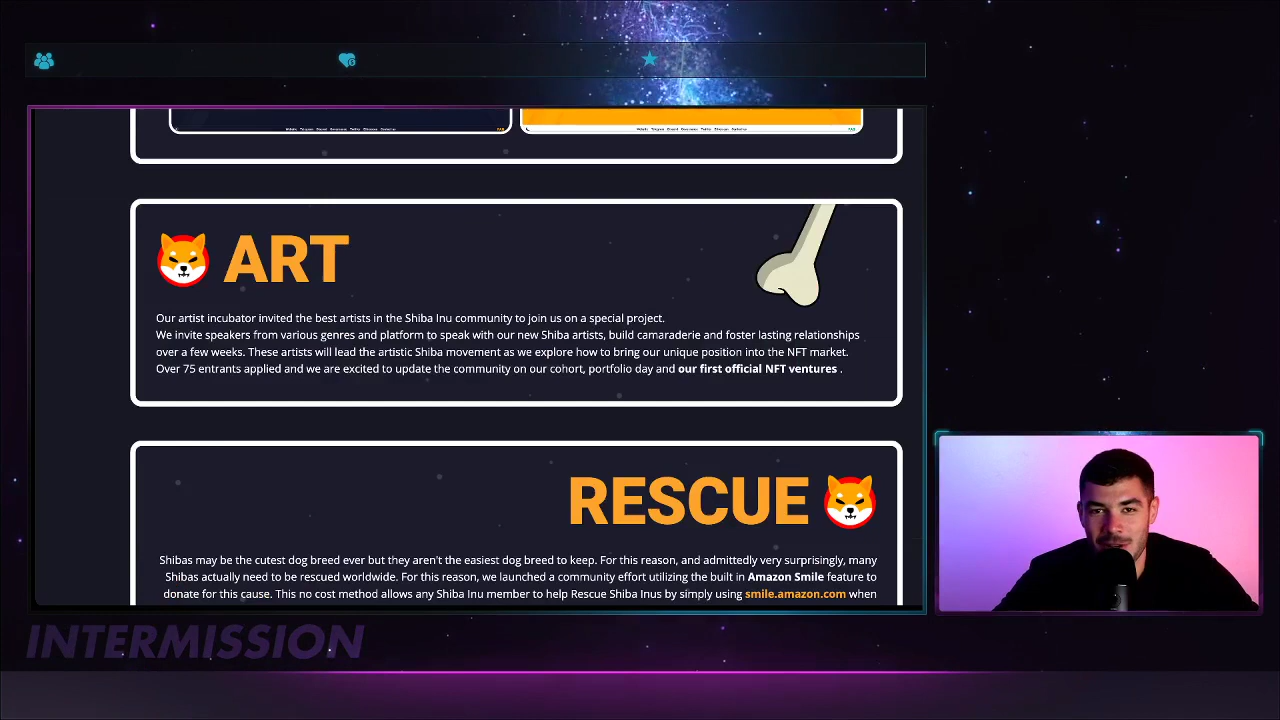 ART
Our artist incubator invited the best artists in the Shiba Inu community to join us on a special project.
We invite speakers from various genres and platform to speak with our new Shiba artists, build camaraderie and foster lasting relationships
over a few weeks. These artists will lead the artistic Shiba movement as we explore how to bring our unique position into the NFT market.
Over 75 entrants applied and we are excited to update the community on our cohort, portfolio day and our first official NFT ventures .
RESCUE
Shibas may be the cutest dog breed ever but they aren't the easiest dog breed to keep. For this reason, and admittedly very surprisingly, many
Shibas actually need to be rescued worldwide. For this reason, we launched a community effort utilizing the built in Amazon Smile feature to
donate for this cause. This no cost method allows any Shiba Inu member to help Rescue Shiba Inus by simply using smile.amazon.com when
INTERMISSION